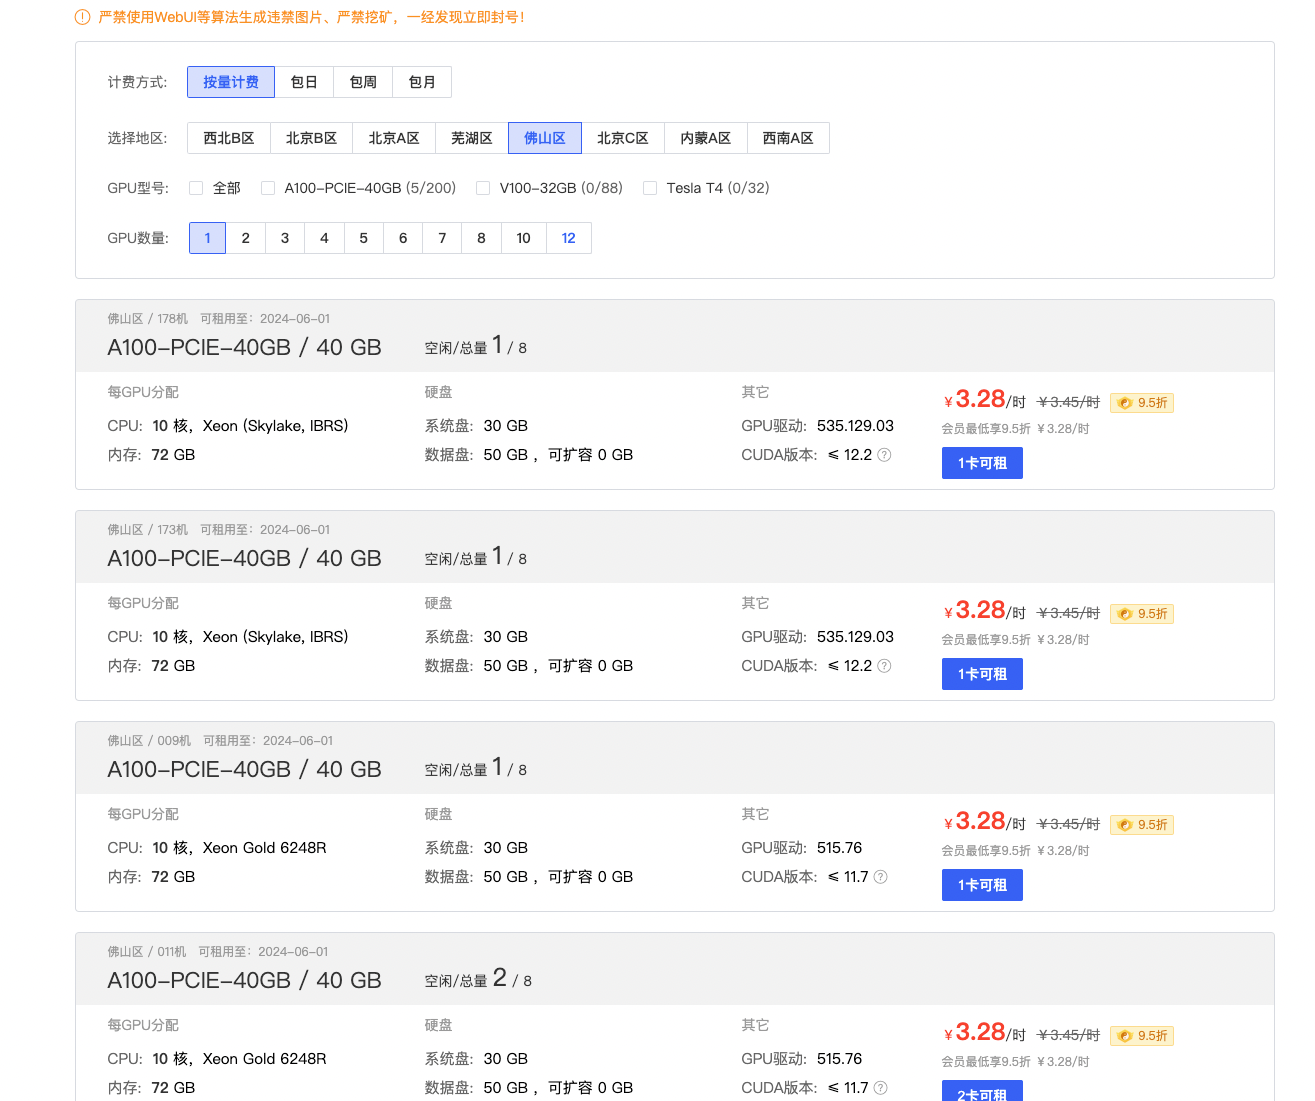 严禁使用WebUI等算法生成违禁图片、严禁挖矿，一经发现立即封号！
计费方式: 按量计费 包日 包周 包月
选择地区: 西北B区 北京B区 北京A区 芜湖区 佛山区 北京C区 内蒙A区 西南A区
GPU型号: 全部 A100-PCIE-40GB (5/200) V100-32GB (0/88) Tesla T4 (0/32)
GPU数量: 1 2 3 4 5 6 7 8 10 12
佛山区 / 178机 可租用至：2024-06-01
A100-PCIE-40GB / 40 GB 空闲/总量 1 / 8
每GPU分配 硬盘 其它
¥3.28/时 ¥3.45/时 9.5折
CPU: 10 核，Xeon (Skylake, IBRS) 系统盘: 30 GB GPU驱动: 535.129.03
会员最低享9.5折 ¥3.28/时
内存: 72 GB 数据盘: 50 GB ，可扩容 0 GB CUDA版本: ≤ 12.2 ?
1卡可租
佛山区 / 173机 可租用至：2024-06-01
A100-PCIE-40GB / 40 GB 空闲/总量 1 / 8
每GPU分配 硬盘 其它
¥3.28/时 ¥3.45/时 9.5折
CPU: 10 核，Xeon (Skylake, IBRS) 系统盘: 30 GB GPU驱动: 535.129.03
会员最低享9.5折 ¥3.28/时
内存: 72 GB 数据盘: 50 GB ，可扩容 0 GB CUDA版本: ≤ 12.2 ?
1卡可租
佛山区 / 009机 可租用至：2024-06-01
A100-PCIE-40GB / 40 GB 空闲/总量 1 / 8
每GPU分配 硬盘 其它
¥3.28/时 ¥3.45/时 9.5折
CPU: 10 核，Xeon Gold 6248R 系统盘: 30 GB GPU驱动: 515.76
会员最低享9.5折 ¥3.28/时
内存: 72 GB 数据盘: 50 GB ，可扩容 0 GB CUDA版本: ≤ 11.7 ?
1卡可租
佛山区 / 011机 可租用至：2024-06-01
A100-PCIE-40GB / 40 GB 空闲/总量 2 / 8
每GPU分配 硬盘 其它
¥3.28/时 ¥3.45/时 9.5折
CPU: 10 核，Xeon Gold 6248R 系统盘: 30 GB GPU驱动: 515.76
会员最低享9.5折 ¥3.28/时
内存: 72 GB 数据盘: 50 GB ，可扩容 0 GB CUDA版本: ≤ 11.7 ?
2卡可租